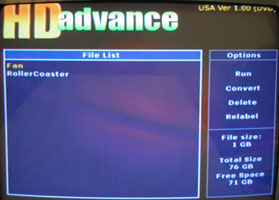 HDadvance
USA Ver 1.00 (DVD
File List
Fan
RollerCoaster
Options
Run
Convert
Delete
Relabel
File size:
1 GB
Total Size
76 GB
Free Space
71 GB